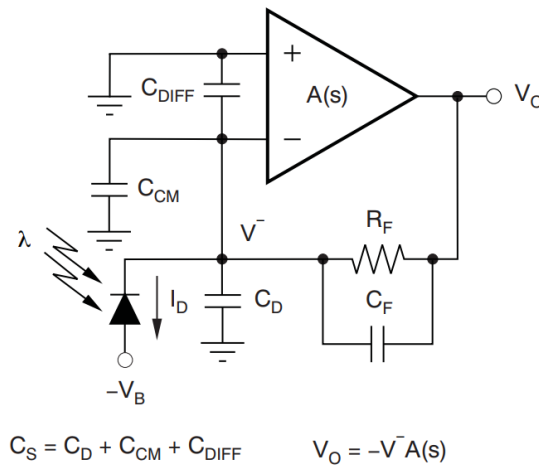 +
C_DIFF
A(s)
V_O
−
C_CM
V⁻
R_F
λ
I_D
C_D
C_F
−V_B
C_S = C_D + C_CM + C_DIFF
V_O = −V⁻A(s)